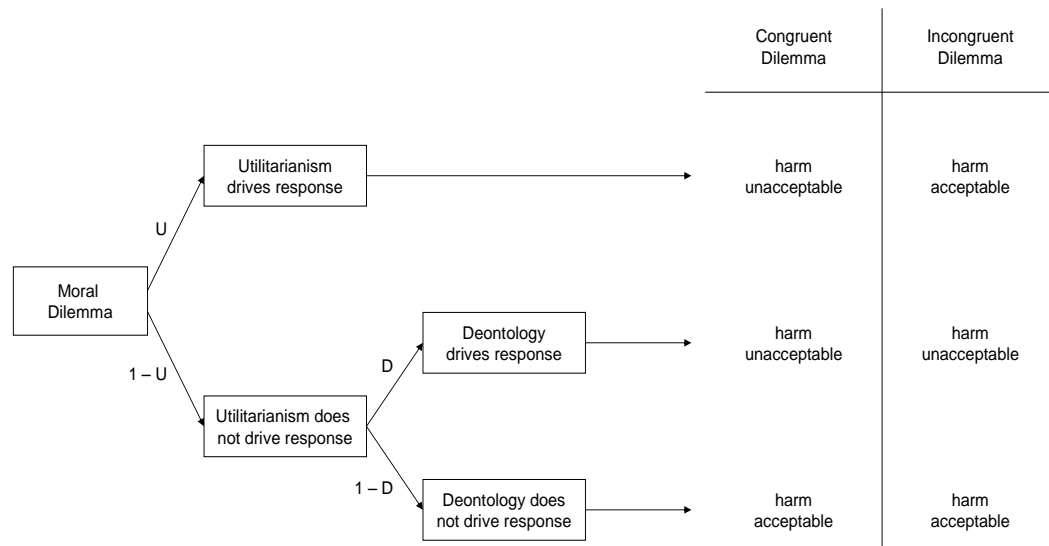 Congruent
Dilemma
Incongruent
Dilemma
Utilitarianism
drives response
harm
unacceptable
harm
acceptable
U
Moral
Dilemma
Deontology
drives response
harm
unacceptable
harm
unacceptable
1 – U
D
Utilitarianism does
not drive response
1 – D
Deontology does
not drive response
harm
acceptable
harm
acceptable